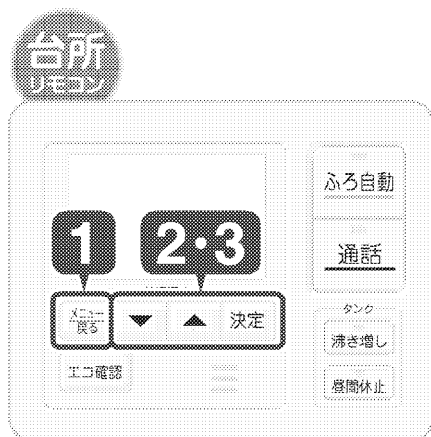 台所
リモコン
ふろ自動
通話
1
2・3
メニュー
戻る
決定
タンク
沸き増し
エコ確認
昼間休止